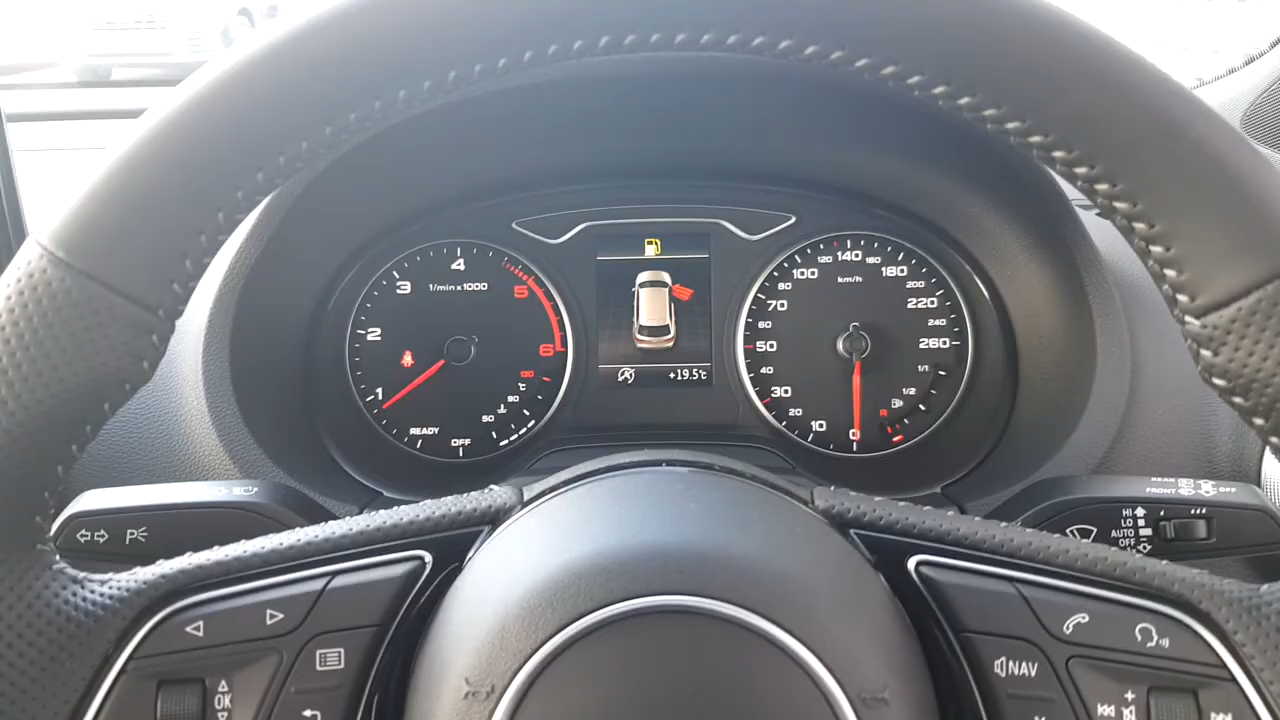 1/min x 1000
1
2
3
4
5
6
READY
OFF
50
90
130
°C
+19.5°C
km/h
0
10
20
30
40
50
60
70
80
100
120
140
160
180
200
220
240
260
1/1
1/2
R
P
OK
REAR
FRONT
OFF
HI
LO
AUTO
OFF
1x
NAV